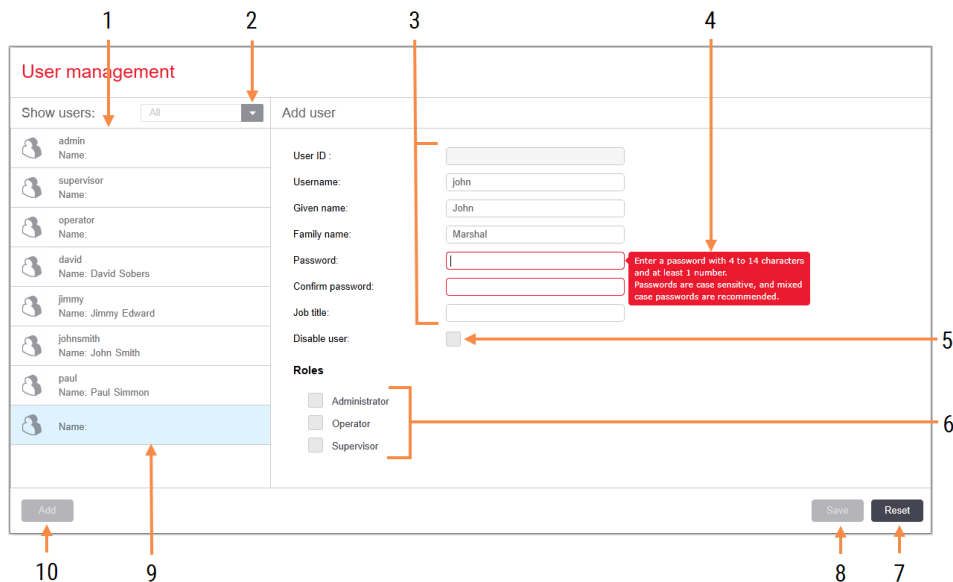 1
2
3
4
User management
Show users:
All
Add user
admin
Name:
supervisor
Name:
operator
Name:
david
Name: David Sobers
jimmy
Name: Jimmy Edward
johnsmith
Name: John Smith
paul
Name: Paul Simmon
Name:
User ID :
Username:
john
Given name:
John
Family name:
Marshal
Password:
Enter a password with 4 to 14 characters
and at least 1 number.
Passwords are case sensitive, and mixed
case passwords are recommended.
Confirm password:
Job title:
Disable user:
5
Roles
Administrator
Operator
Supervisor
6
Add
Save
Reset
10
9
8
7